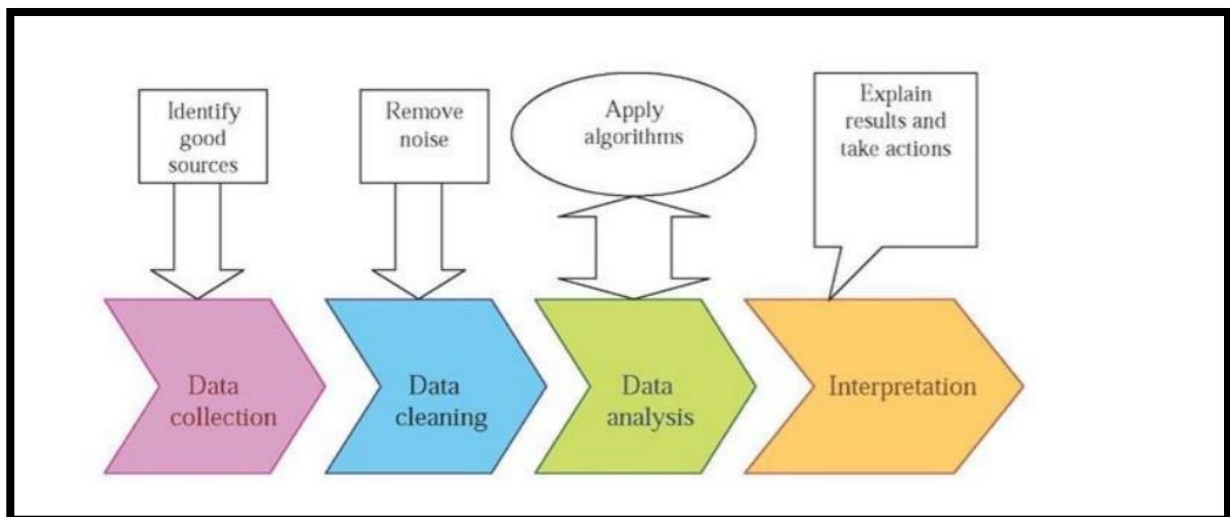 Identify
good
sources
Remove
noise
Apply
algorithms
Explain
results and
take actions
Data
collection
Data
cleaning
Data
analysis
Interpretation